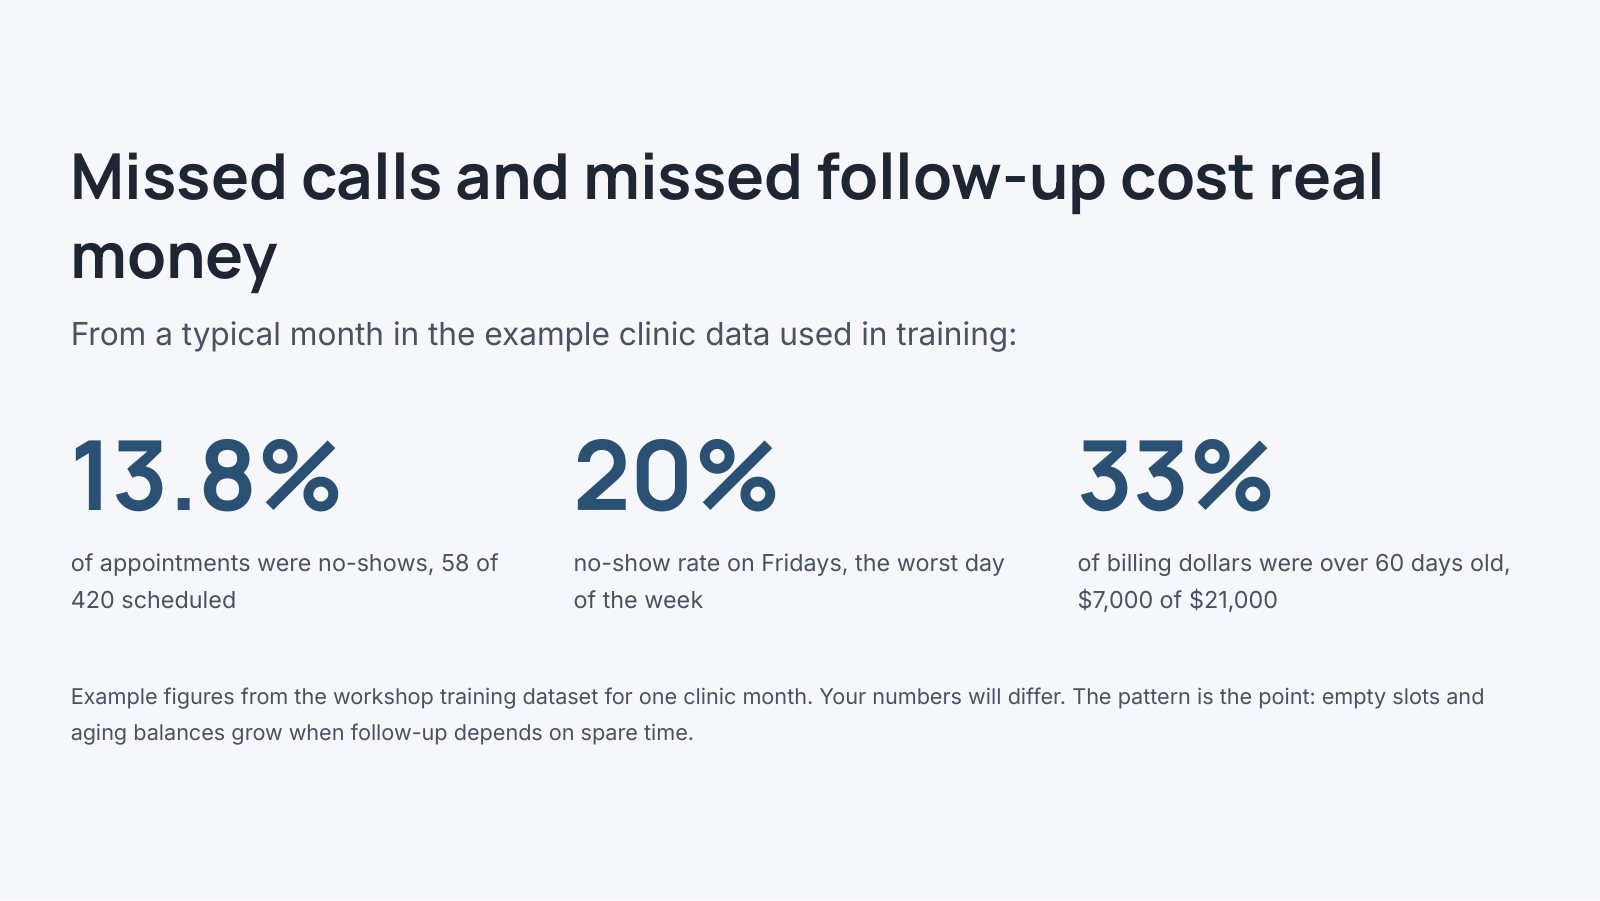 Missed calls and missed follow-up cost real
money
From a typical month in the example clinic data used in training:
13.8%
of appointments were no-shows, 58 of
420 scheduled
20%
no-show rate on Fridays, the worst day
of the week
33%
of billing dollars were over 60 days old,
$7,000 of $21,000
Example figures from the workshop training dataset for one clinic month. Your numbers will differ. The pattern is the point: empty slots and
aging balances grow when follow-up depends on spare time.